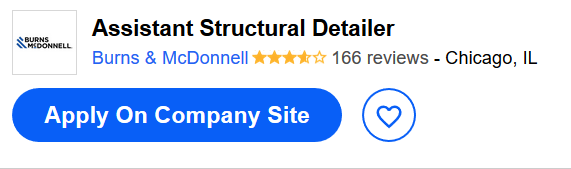 BURNS
McDONNELL
Assistant Structural Detailer
Burns & McDonnell 166 reviews - Chicago, IL
Apply On Company Site